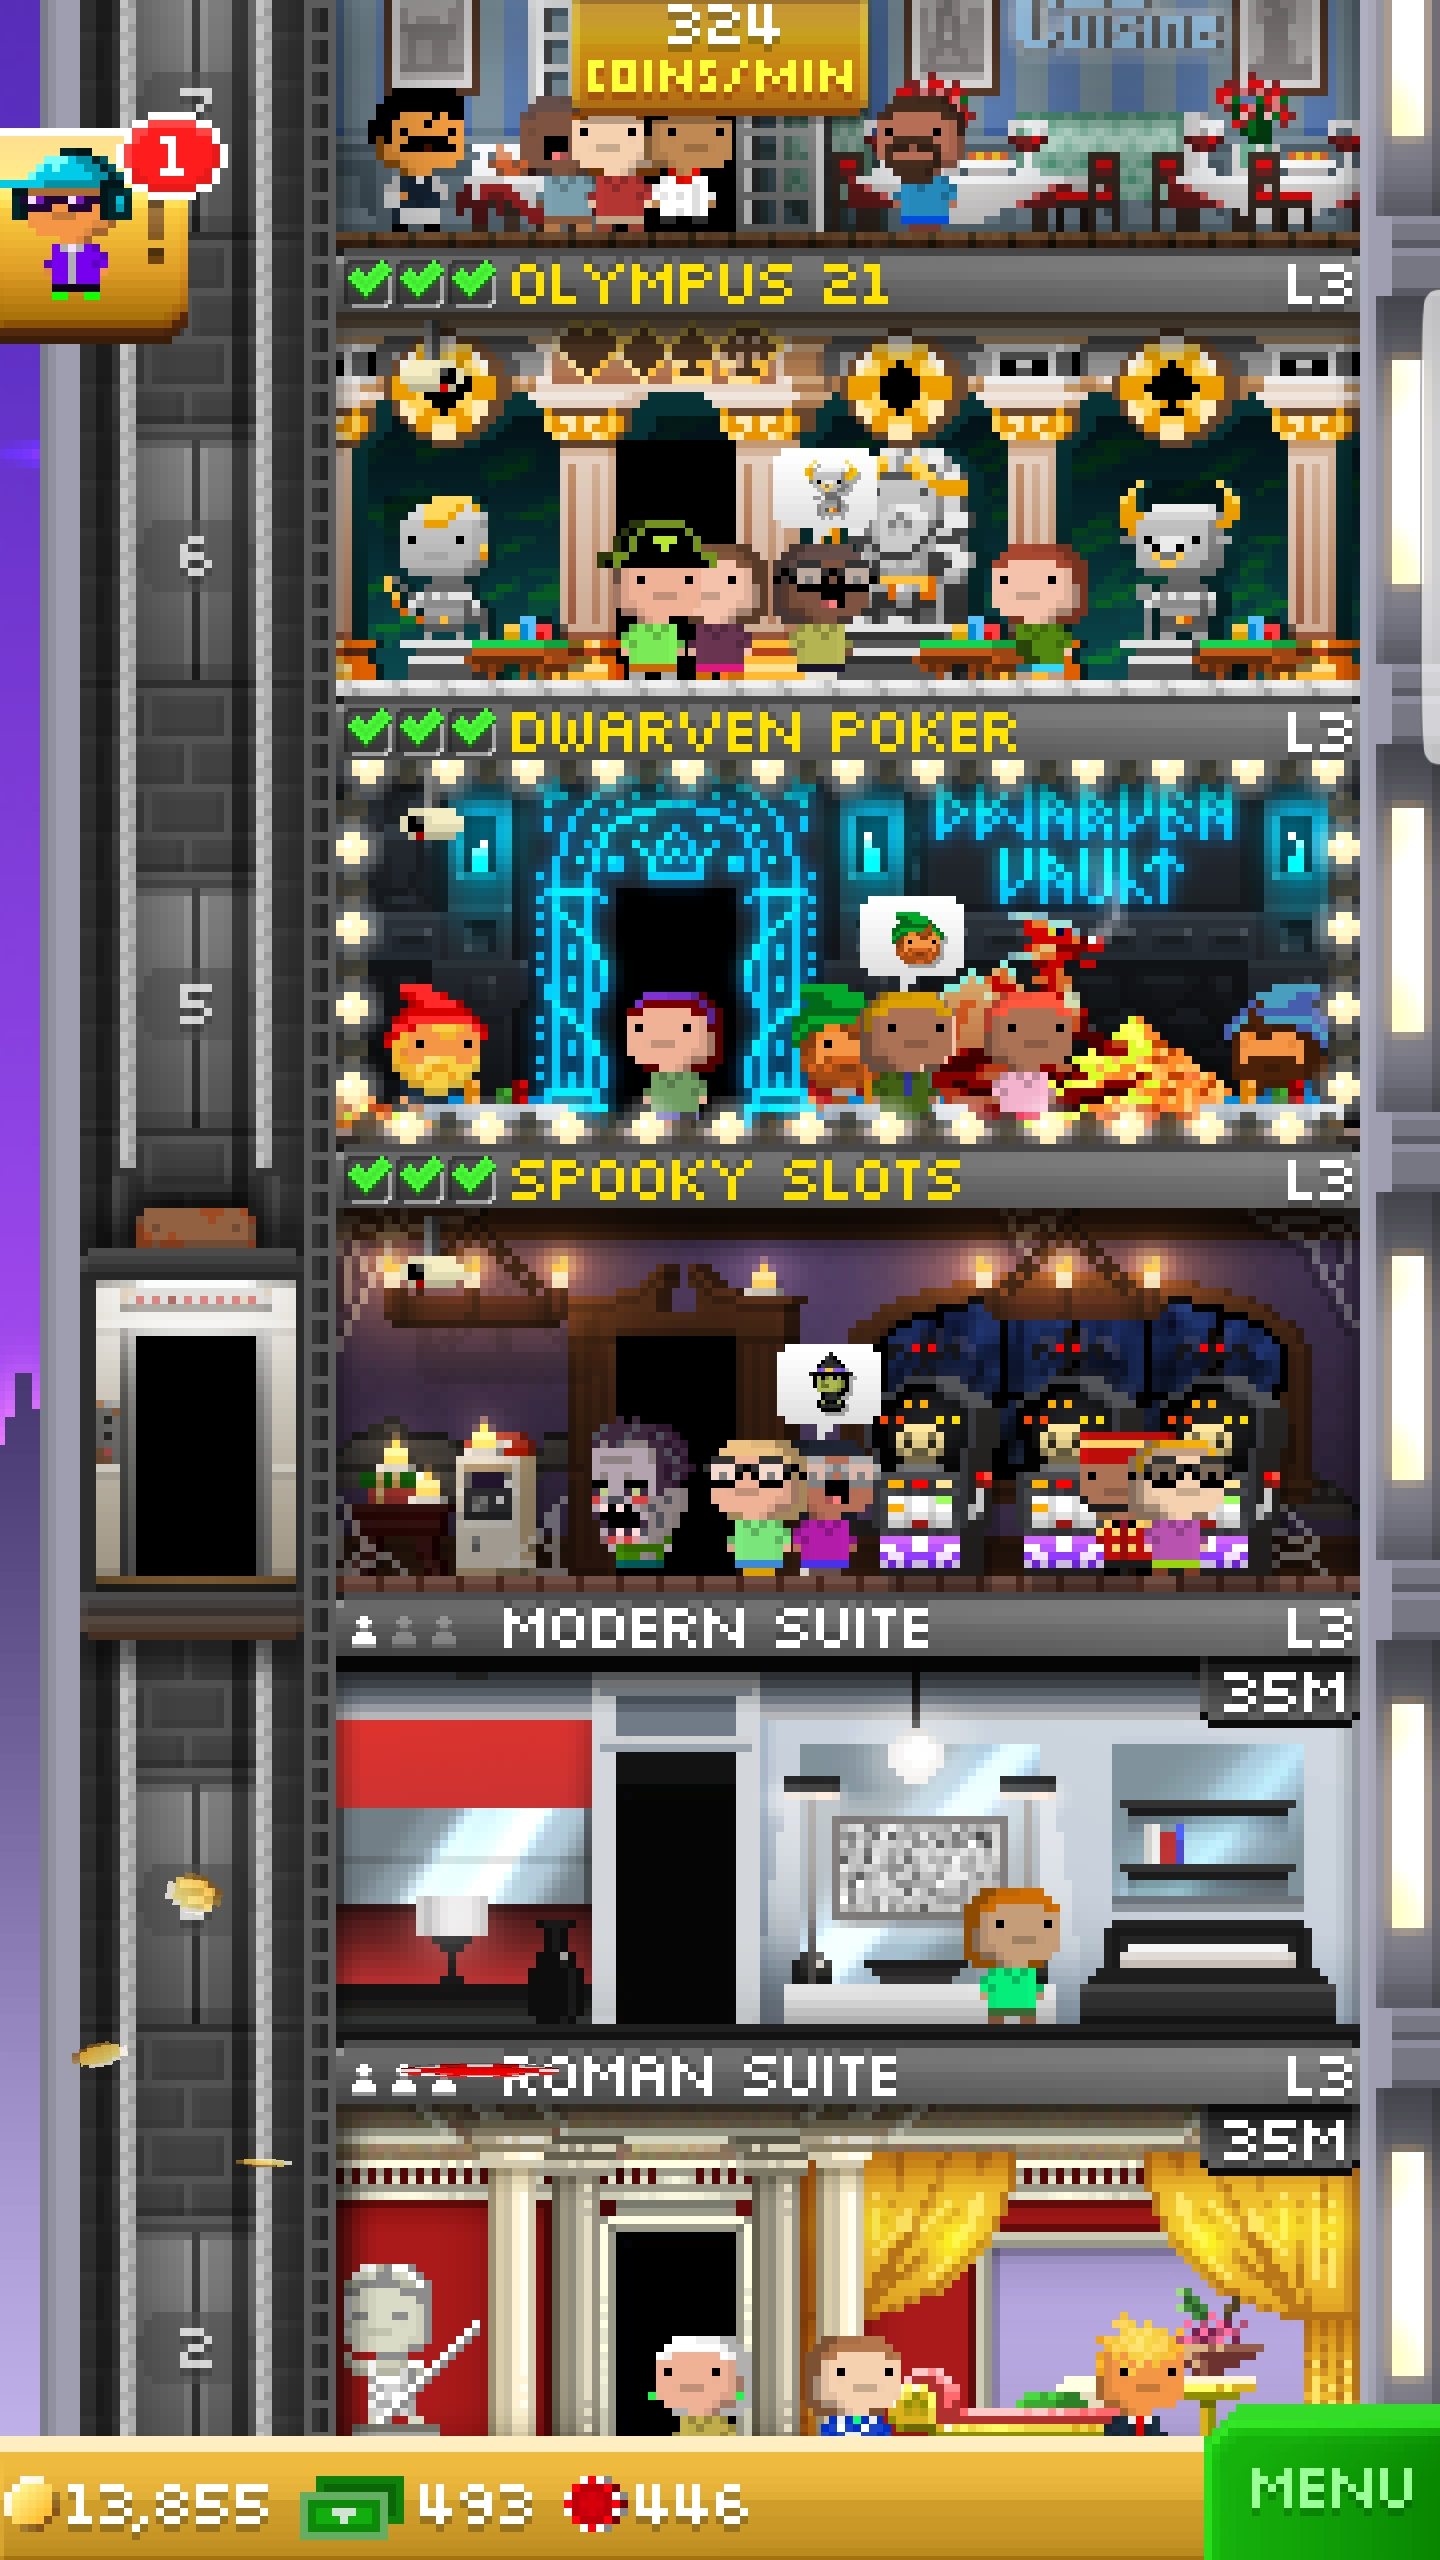 Cuisine
324
COINS/MIN
7
1
OLYMPUS 21 L3
6
DWARVEN POKER L3
DWARVEN
VAULT
5
SPOOKY SLOTS L3
MODERN SUITE L3
35M
ROMAN SUITE L3
35M
2
13,855 493 446
MENU